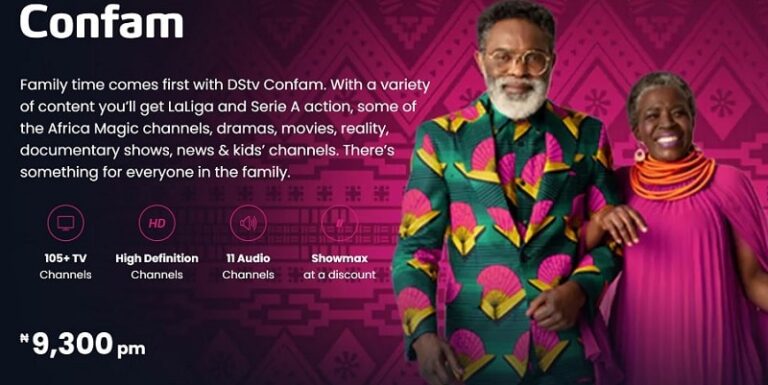 Confam
Family time comes first with DStv Confam. With a variety
of content you’ll get LaLiga and Serie A action, some of
the Africa Magic channels, dramas, movies, reality,
documentary shows, news & kids’ channels. There’s
something for everyone in the family.
HD
105+ TV
Channels
High Definition
Channels
11 Audio
Channels
Showmax
at a discount
₦9,300 pm